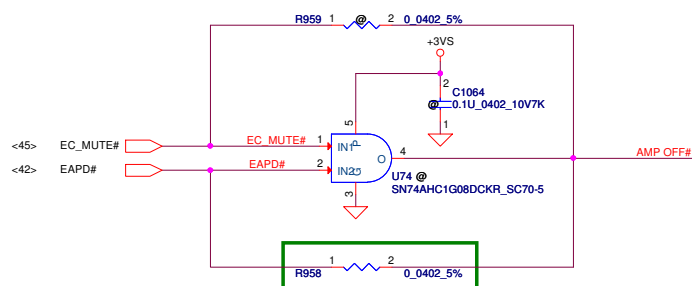 R959 1 @ 2 0_0402_5%
+3VS
2
C1064
@ 0.1U_0402_10V7K
1
5
<45> EC_MUTE# EC_MUTE# 1 IN1 P
4
O
AMP OFF#
<42> EAPD# EAPD# 2 IN2 G
U74 @
SN74AHC1G08DCKR_SC70-5
3
R958 1 2 0_0402_5%